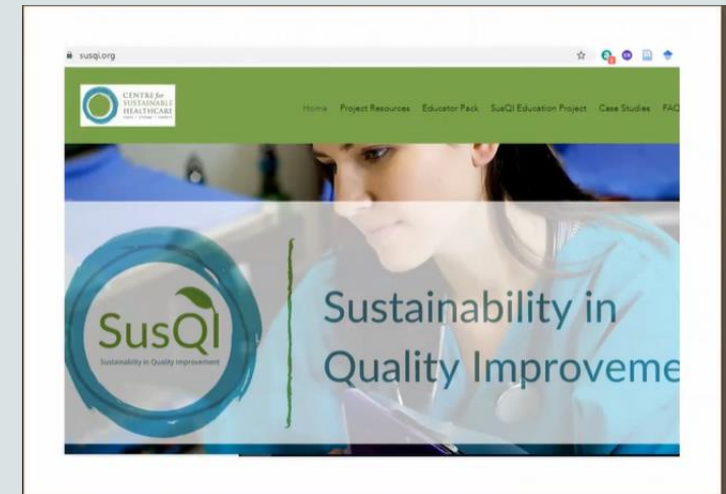 susqi.org
CENTRE for
SUSTAINABLE
HEALTHCARE
Home Project Resources Educator Pack SusQI Education Project Case Studies FAQ
SusQI
Sustainability in Quality Improvement
Sustainability in
Quality Improveme